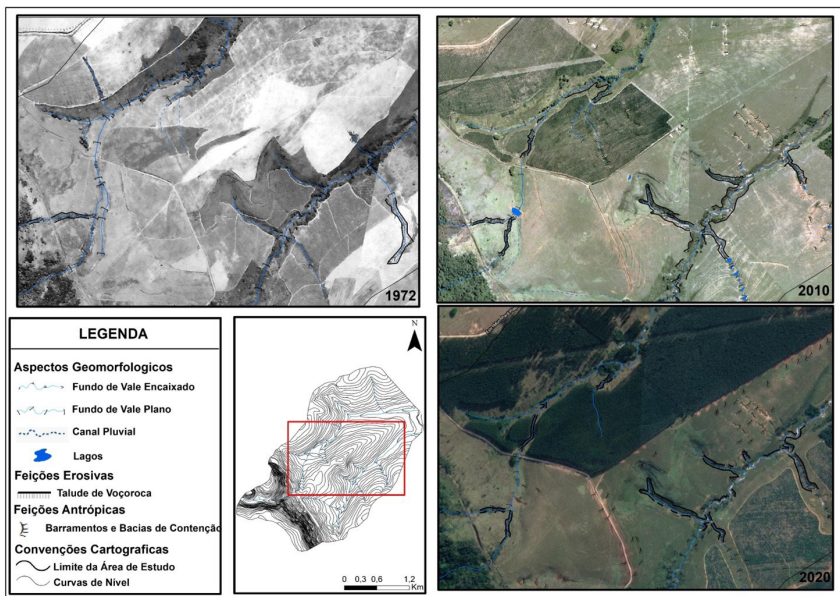 1972
2010
LEGENDA
Aspectos Geomorfologicos
Fundo de Vale Encaixado
Fundo de Vale Plano
Canal Pluvial
Lagos
Feições Erosivas
Talude de Voçoroca
Feições Antrópicas
Barramentos e Bacias de Contenção
Convenções Cartograficas
Limite da Área de Estudo
Curvas de Nível
N
0 0,3 0,6 1,2
Km
2020